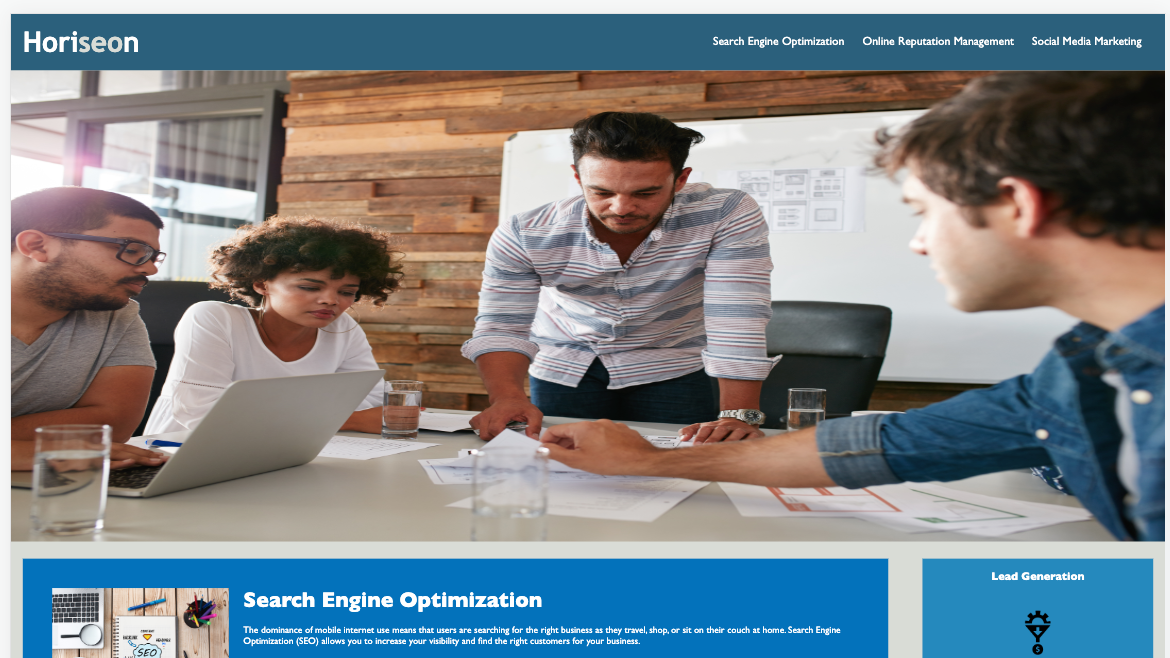 Horiseon
Search Engine Optimization
Online Reputation Management
Social Media Marketing
Search Engine Optimization
The dominance of mobile internet use means that users are searching for the right business as they travel, shop, or sit on their couch at home. Search Engine
Optimization (SEO) allows you to increase your visibility and find the right customers for your business.
SEO
Lead Generation